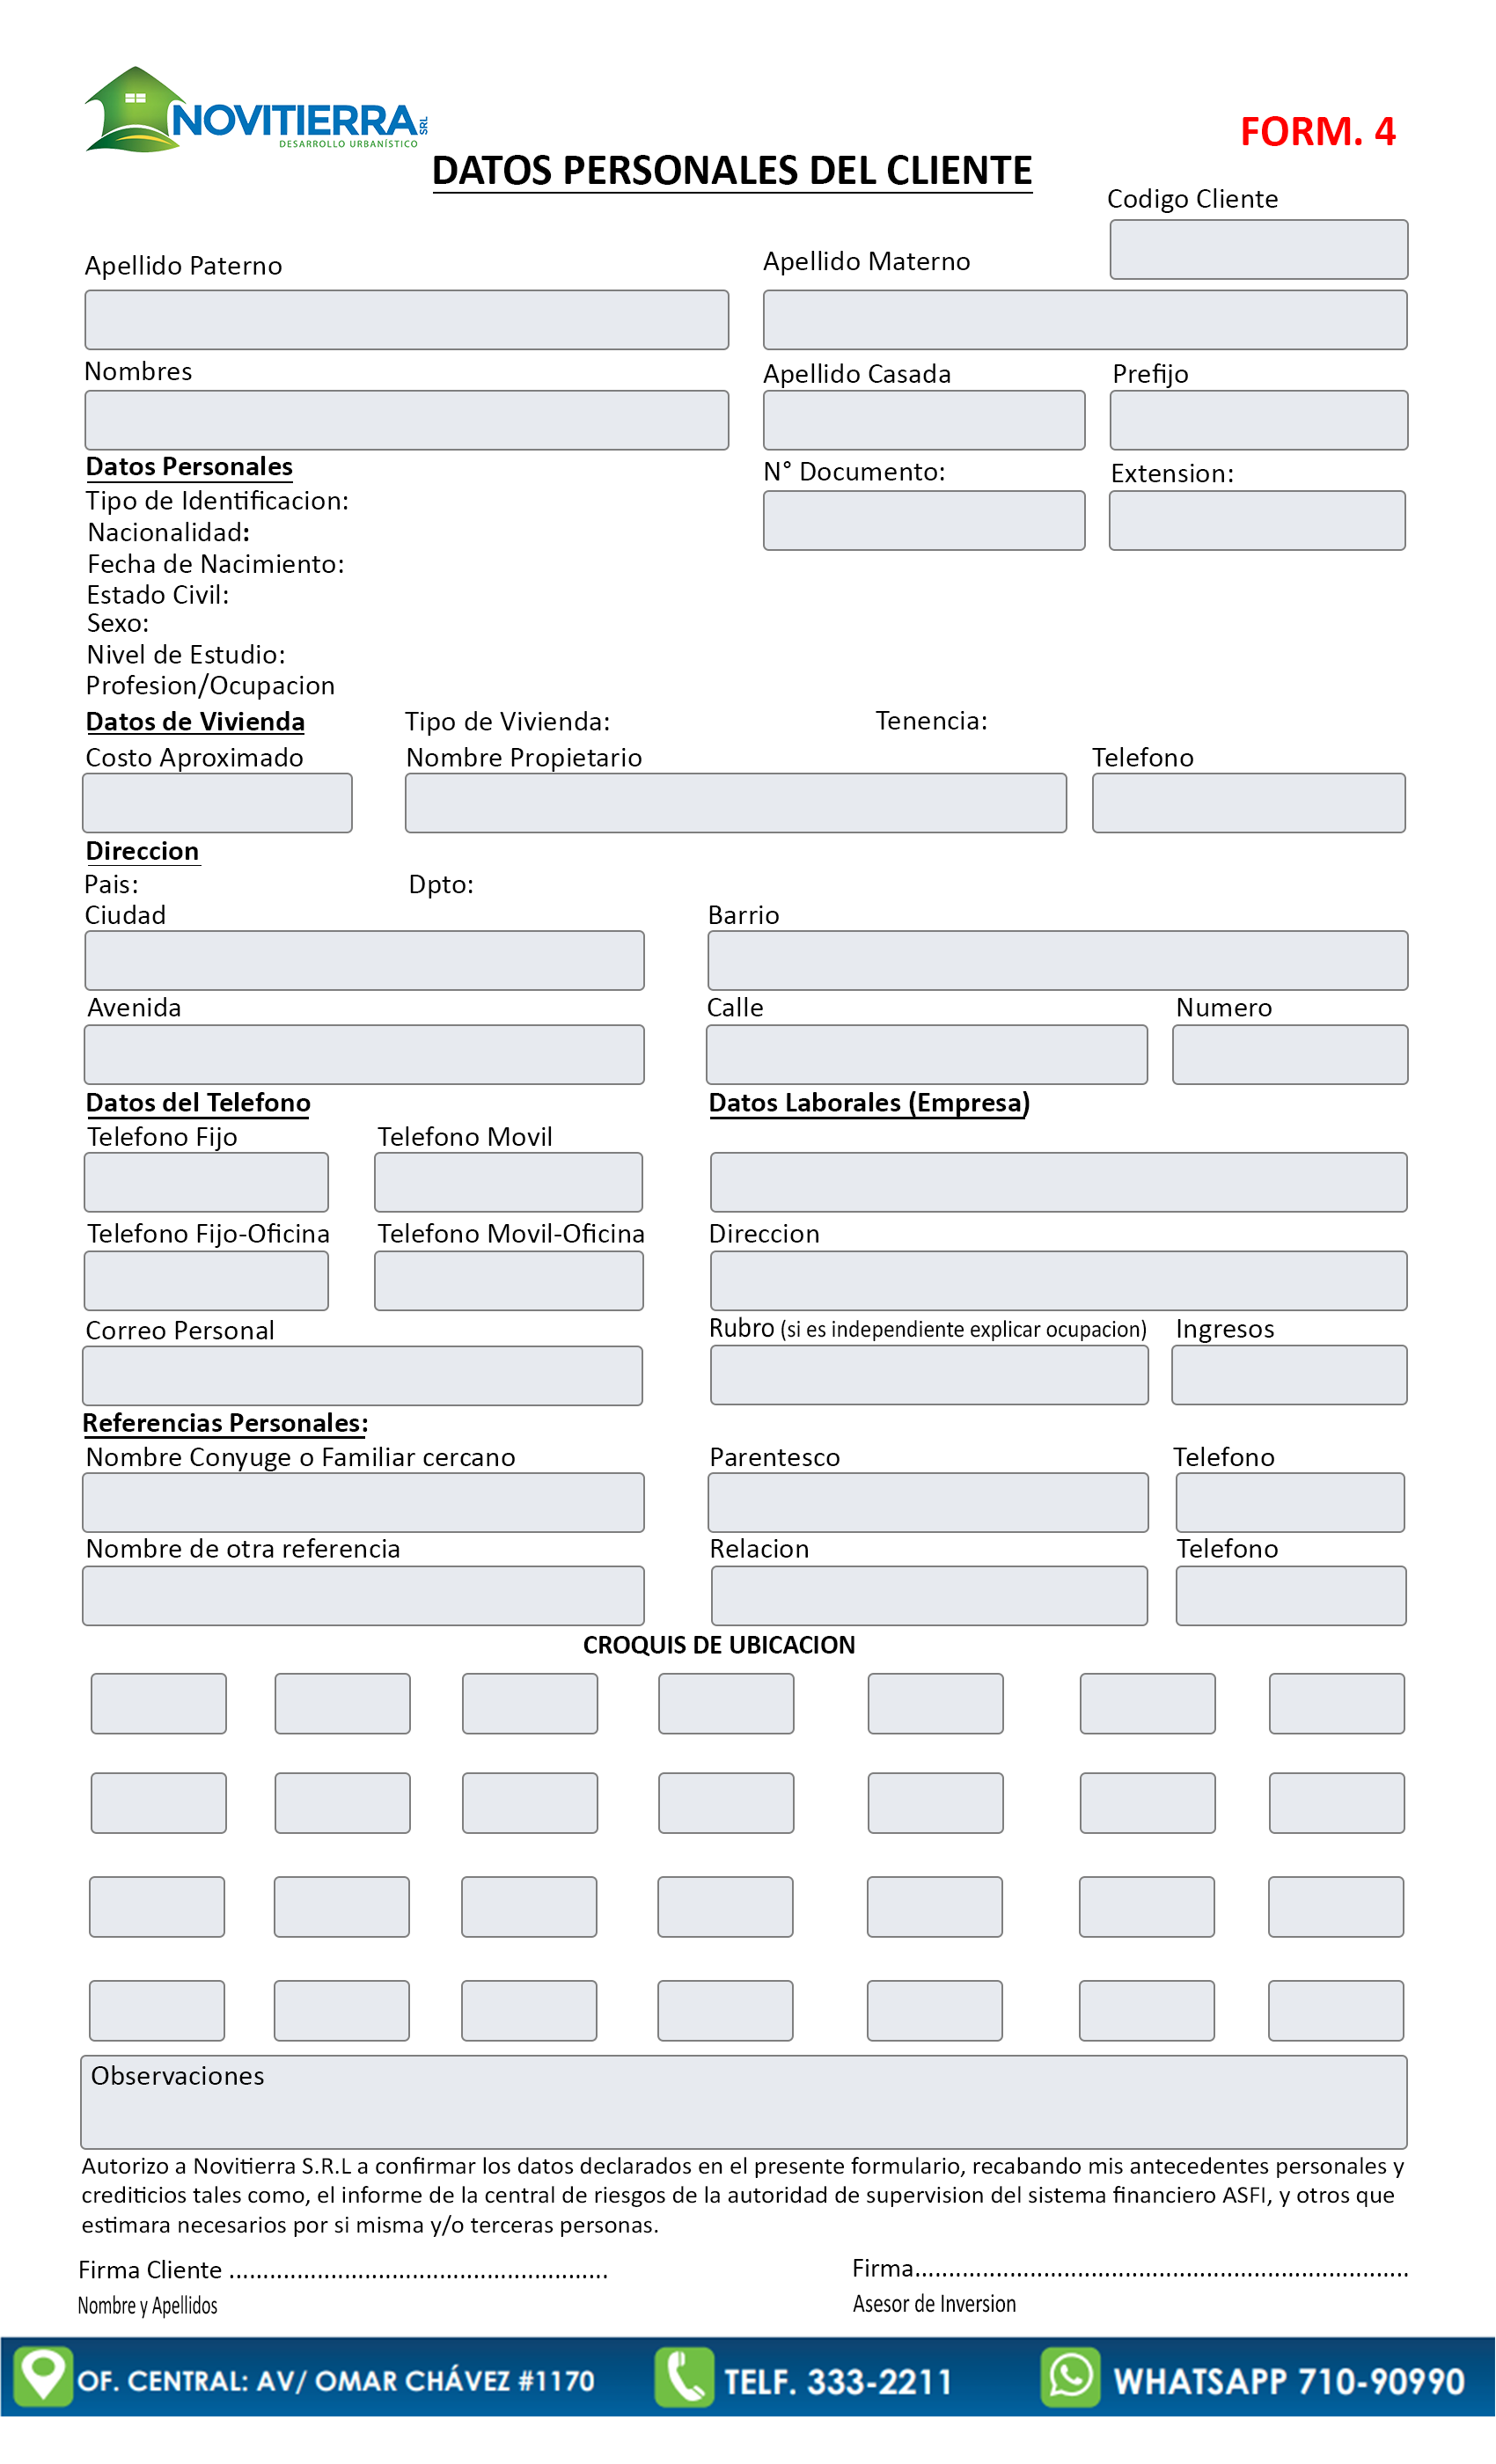 NOVITIERRA SRL
DESARROLLO URBANÍSTICO
FORM. 4
DATOS PERSONALES DEL CLIENTE
Codigo Cliente
Apellido Paterno Apellido Materno
Nombres Apellido Casada Prefijo
Datos Personales N° Documento: Extension:
Tipo de Identificacion:
Nacionalidad:
Fecha de Nacimiento:
Estado Civil:
Sexo:
Nivel de Estudio:
Profesion/Ocupacion
Datos de Vivienda Tipo de Vivienda: Tenencia:
Costo Aproximado Nombre Propietario Telefono
Direccion
Pais: Dpto:
Ciudad Barrio
Avenida Calle Numero
Datos del Telefono Datos Laborales (Empresa)
Telefono Fijo Telefono Movil
Telefono Fijo-Oficina Telefono Movil-Oficina Direccion
Correo Personal Rubro (si es independiente explicar ocupacion) Ingresos
Referencias Personales:
Nombre Conyuge o Familiar cercano Parentesco Telefono
Nombre de otra referencia Relacion Telefono
CROQUIS DE UBICACION
Observaciones
Autorizo a Novitierra S.R.L a confirmar los datos declarados en el presente formulario, recabando mis antecedentes personales y
crediticios tales como, el informe de la central de riesgos de la autoridad de supervision del sistema financiero ASFI, y otros que
estimara necesarios por si misma y/o terceras personas.
Firma Cliente ........................................................ Firma.........................................................................
Nombre y Apellidos Asesor de Inversion
OF. CENTRAL: AV/ OMAR CHÁVEZ #1170 TELF. 333-2211 WHATSAPP 710-90990